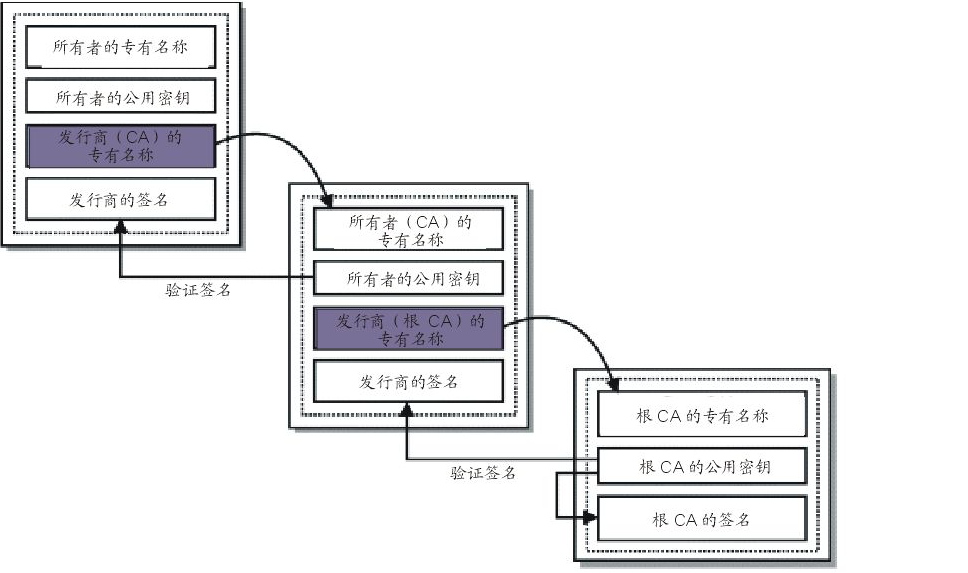 所有者的专有名称
所有者的公用密钥
发行商（CA）的
专有名称
发行商的签名
验证签名
所有者（CA）的
专有名称
所有者的公用密钥
发行商（根 CA）的
专有名称
发行商的签名
验证签名
根 CA 的专有名称
根 CA 的公用密钥
根 CA 的签名